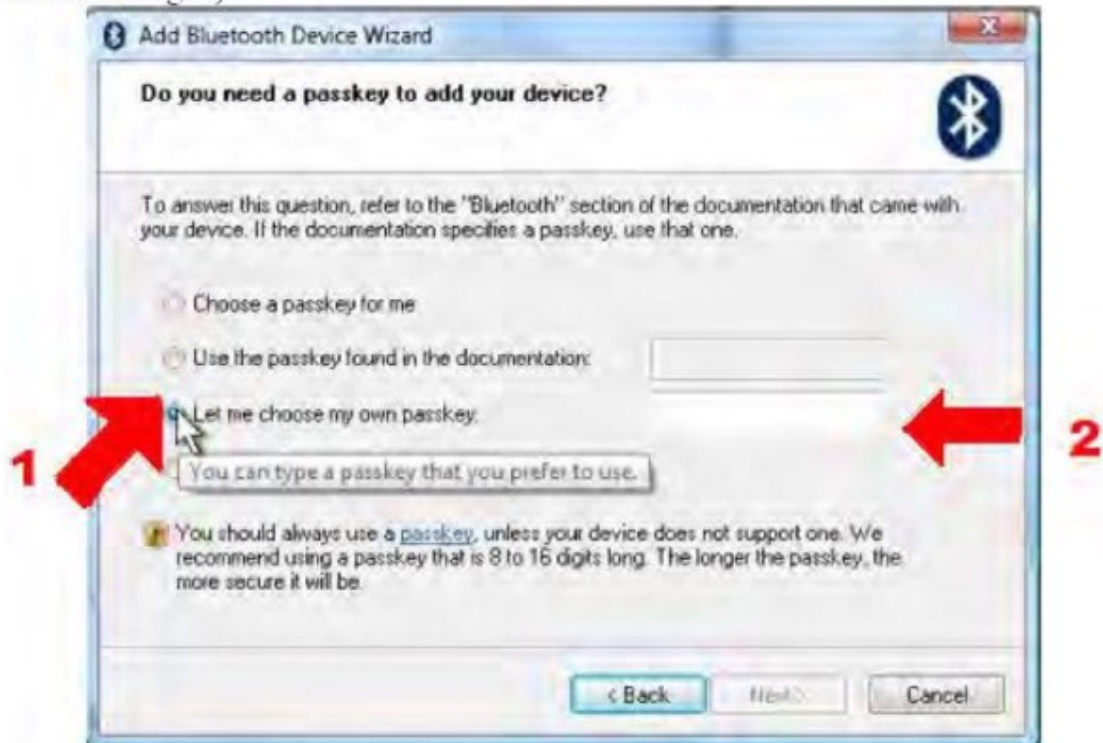 Add Bluetooth Device Wizard
X
Do you need a passkey to add your device?
To answer this question, refer to the "Bluetooth" section of the documentation that came with
your device. If the documentation specifies a passkey, use that one.
Choose a passkey for me
Use the passkey found in the documentation:
Let me choose my own passkey:
1
2
You can type a passkey that you prefer to use.
You should always use a passkey, unless your device does not support one. We
recommend using a passkey that is 8 to 16 digits long. The longer the passkey, the
more secure it will be.
< Back
Next >
Cancel